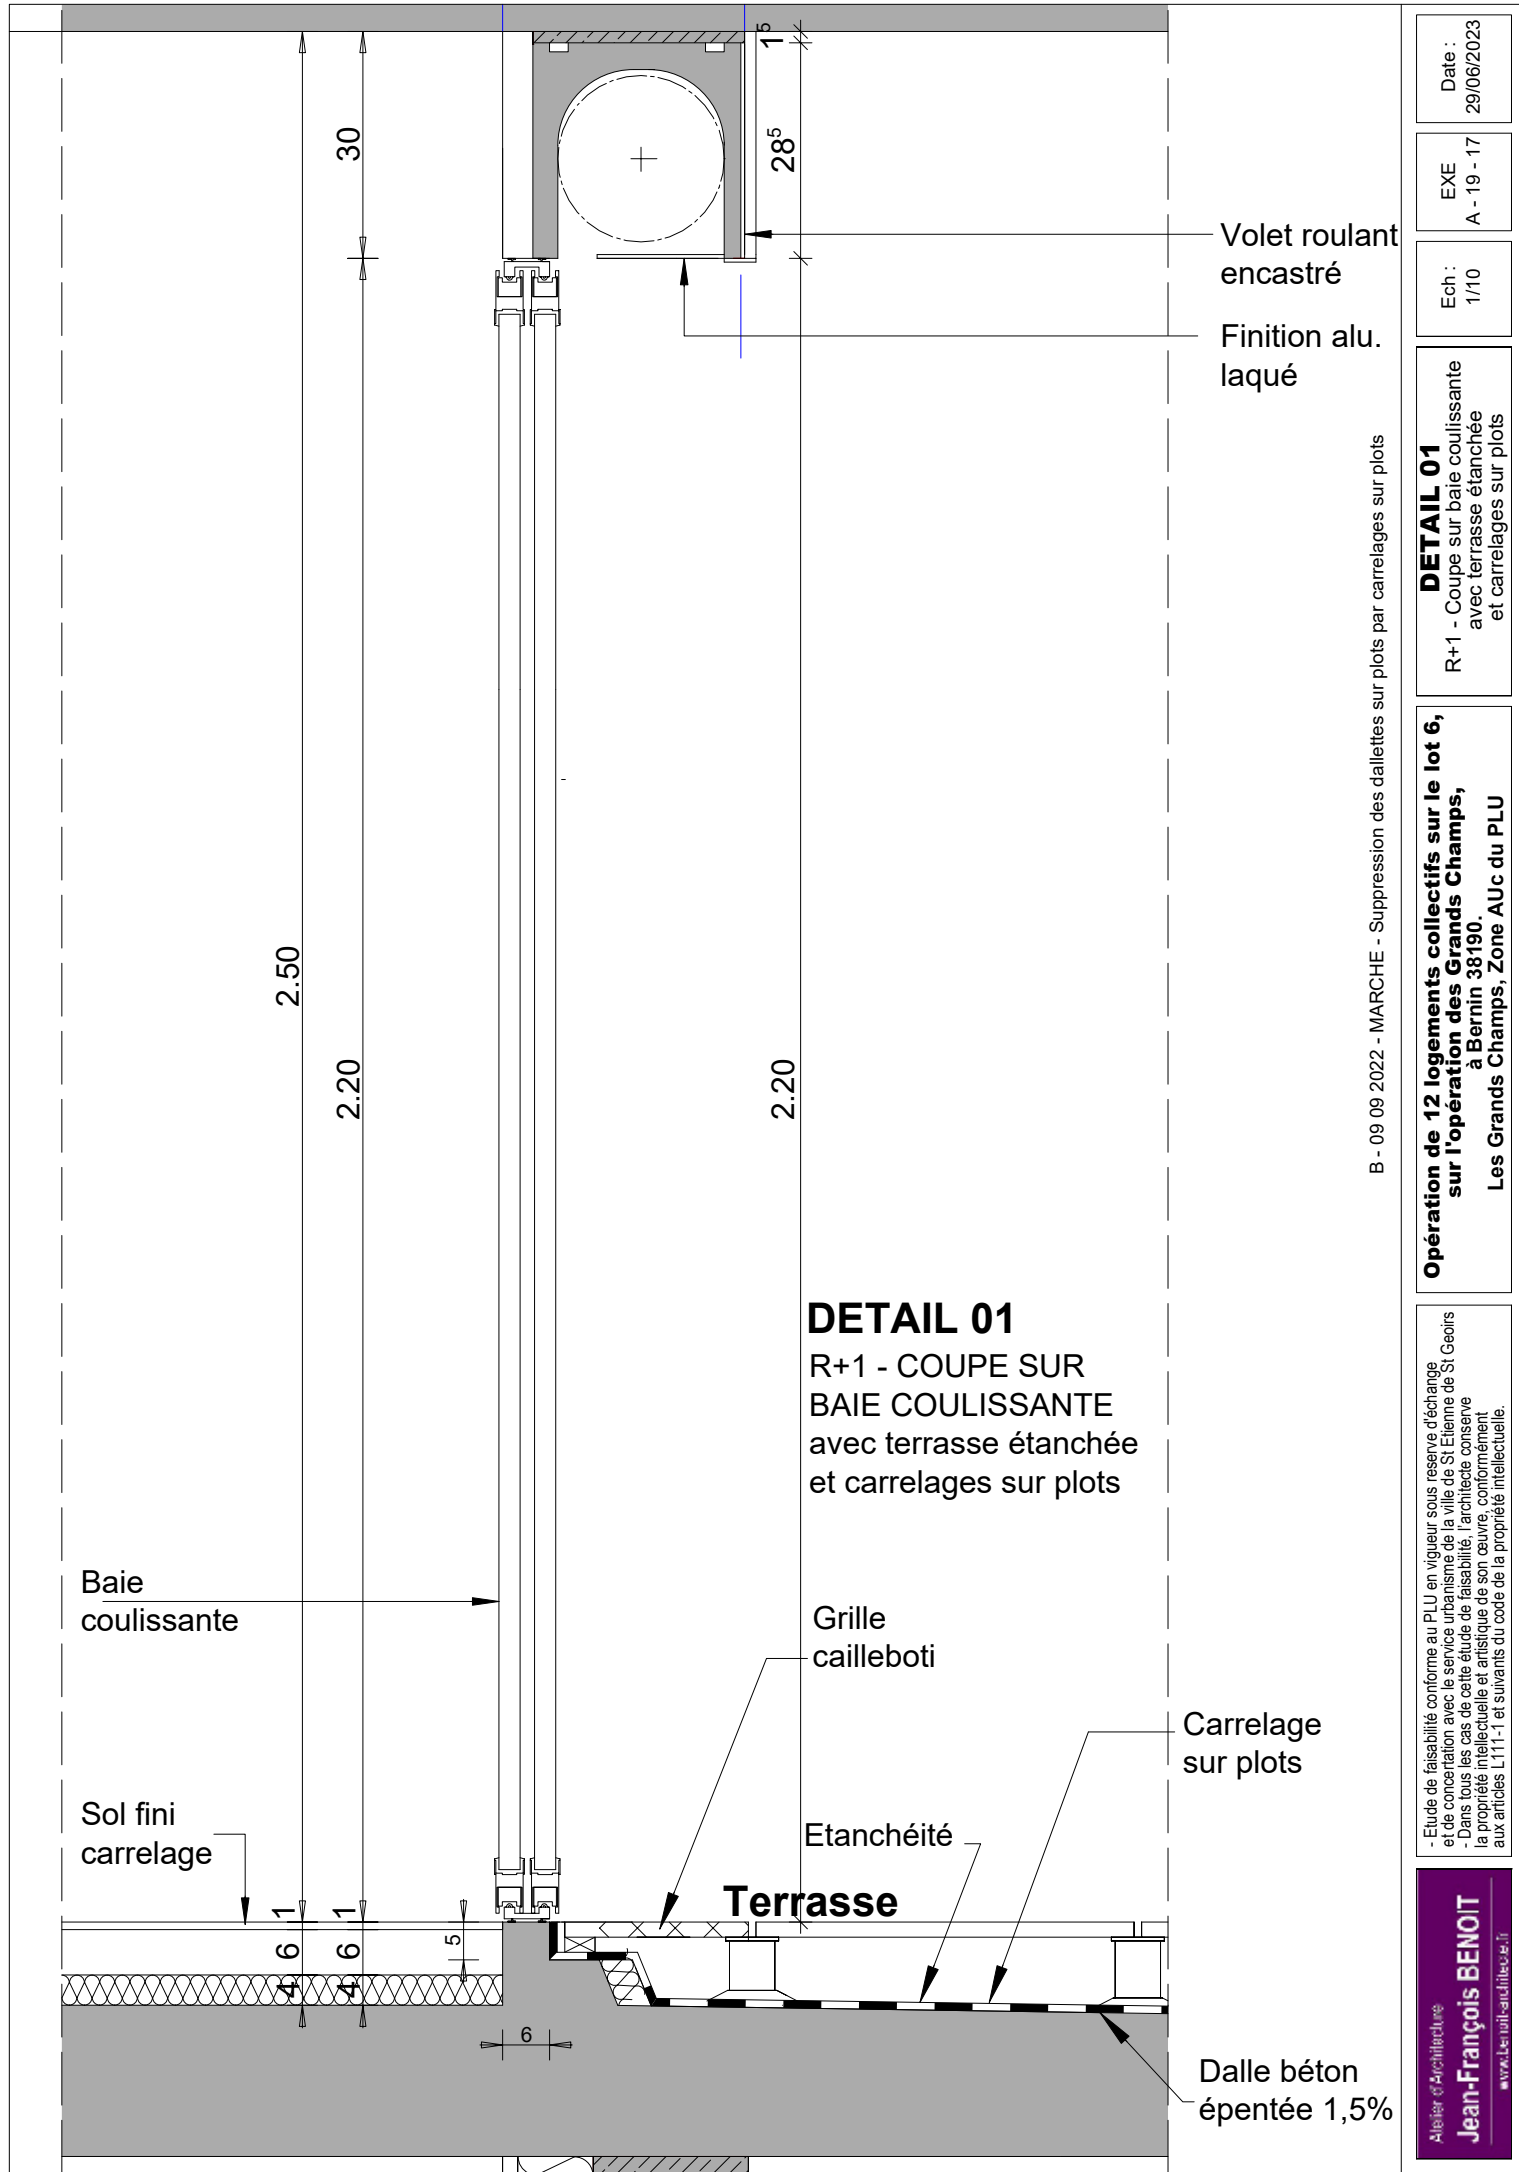 30
1⁵
28⁵
Volet roulant
encastré
Finition alu.
laqué
2.50
2.20
2.20
DETAIL 01
R+1 - COUPE SUR
BAIE COULISSANTE
avec terrasse étanchée
et carrelages sur plots
Baie
coulissante
Grille
cailleboti
Carrelage
sur plots
Sol fini
carrelage
Etanchéité
Terrasse
1
1
6
6
5
4
4
6
Dalle béton
épentée 1,5%
B - 09 09 2022 - MARCHE - Suppression des dallettes sur plots par carrelages sur plots
Date :
29/06/2023
EXE
A - 19 - 17
Ech :
1/10
DETAIL 01
R+1 - Coupe sur baie coulissante
avec terrasse étanchée
et carrelages sur plots
Opération de 12 logements collectifs sur le lot 6,
sur l'opération des Grands Champs,
à Bernin 38190.
Les Grands Champs, Zone AUc du PLU
- Etude de faisabilité conforme au PLU en vigueur sous reserve d'échange
et de concertation avec le service urbanisme de la ville de St Etienne de St Geoirs
- Dans tous les cas de cette étude de faisabilité, l'architecte conserve
la propriété intellectuelle et artistique de son œuvre, conformément
aux articles L111-1 et suivants du code de la propriété intellectuelle.
Atelier d'Architecture
Jean-François BENOIT
www.benoit-architecte.fr